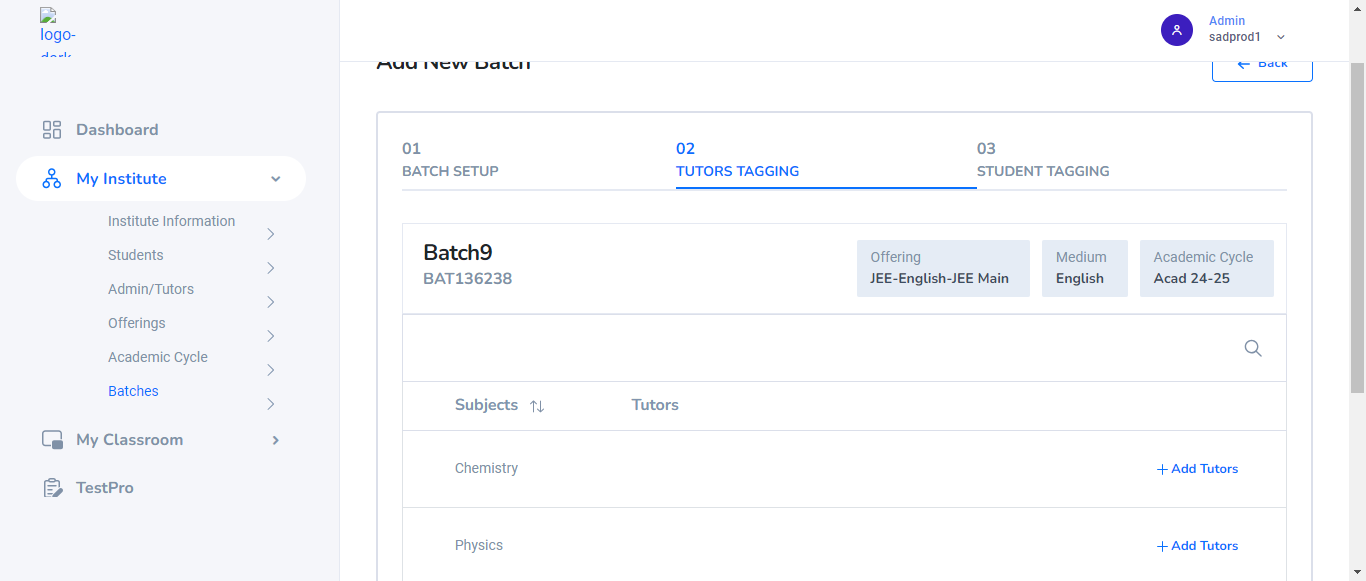 logo-
dark
Admin
sadprod1
Add New Batch
Back
Dashboard
My Institute
Institute Information
Students
Admin/Tutors
Offerings
Academic Cycle
Batches
My Classroom
TestPro
01
BATCH SETUP
02
TUTORS TAGGING
03
STUDENT TAGGING
Batch9
BAT136238
Offering
JEE-English-JEE Main
Medium
English
Academic Cycle
Acad 24-25
Subjects
Tutors
Chemistry
+ Add Tutors
Physics
+ Add Tutors